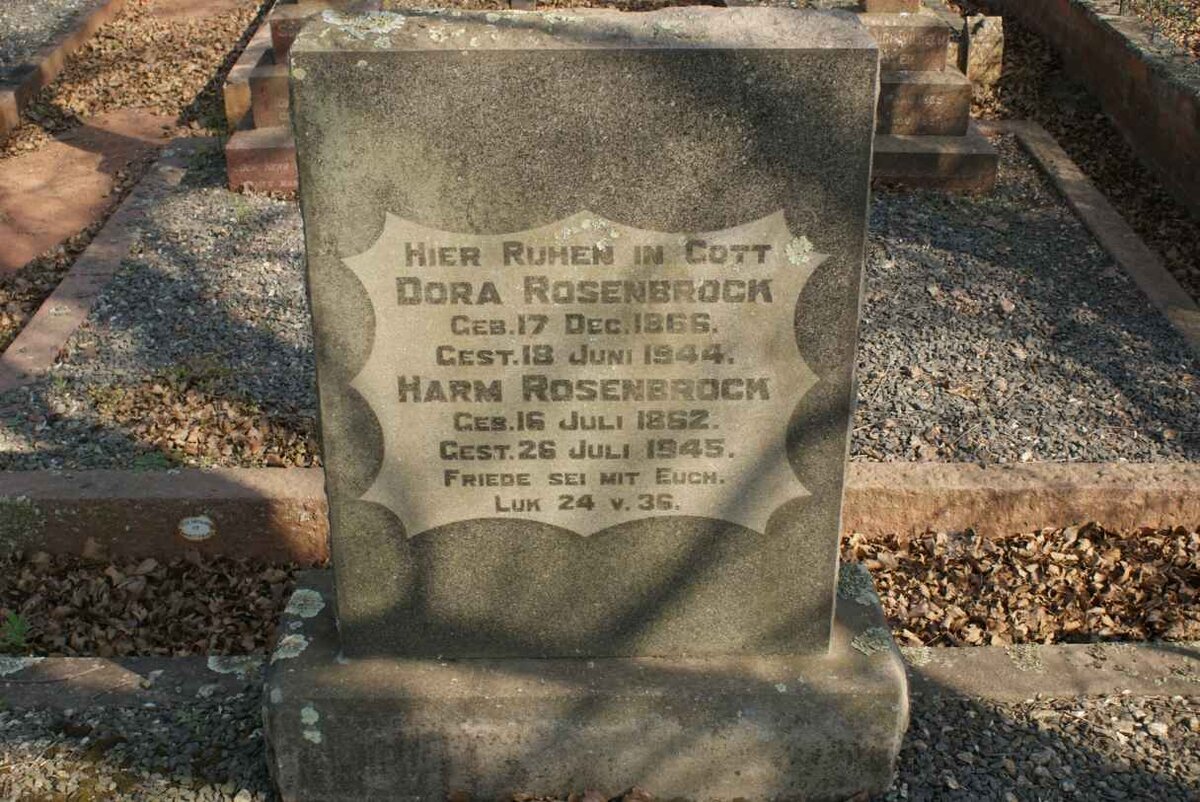 Hier Ruhen in Gott
Dora Rosenbrock
Geb. 17 Dec. 1866.
Gest. 18 Juni 1944.
Harm Rosenbrock
Geb. 16 Juli 1862.
Gest. 26 Juli 1945.
Friede sei mit Euch.
Luk 24 v. 36.